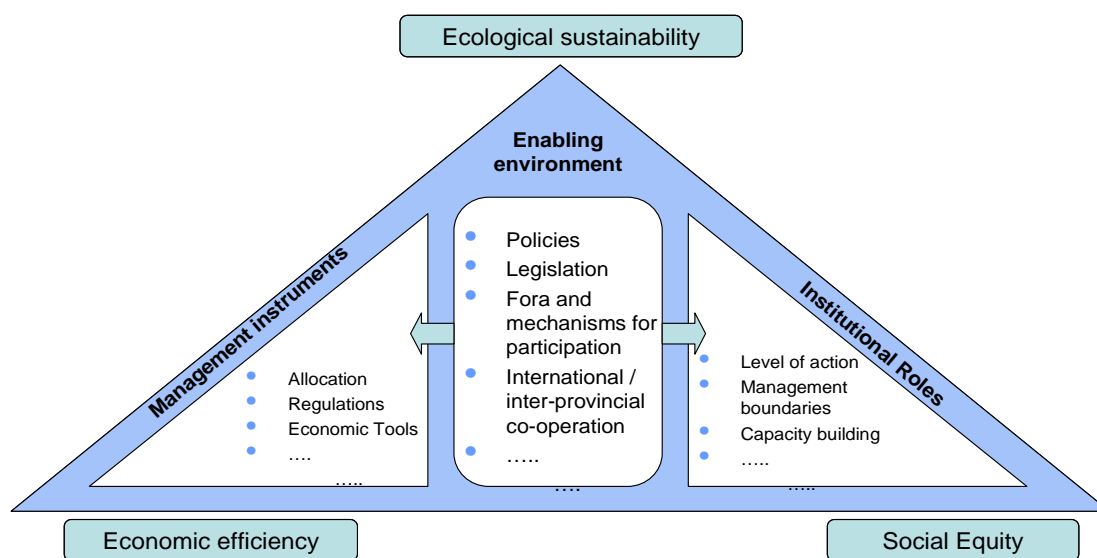 Ecological sustainability
Enabling
environment
Management instruments
Allocation
Regulations
Economic Tools
….
…..
Policies
Legislation
Fora and
mechanisms for
participation
International /
inter-provincial
co-operation
…..
….
Institutional Roles
Level of action
Management
boundaries
Capacity building
…..
…..
Economic efficiency
Social Equity